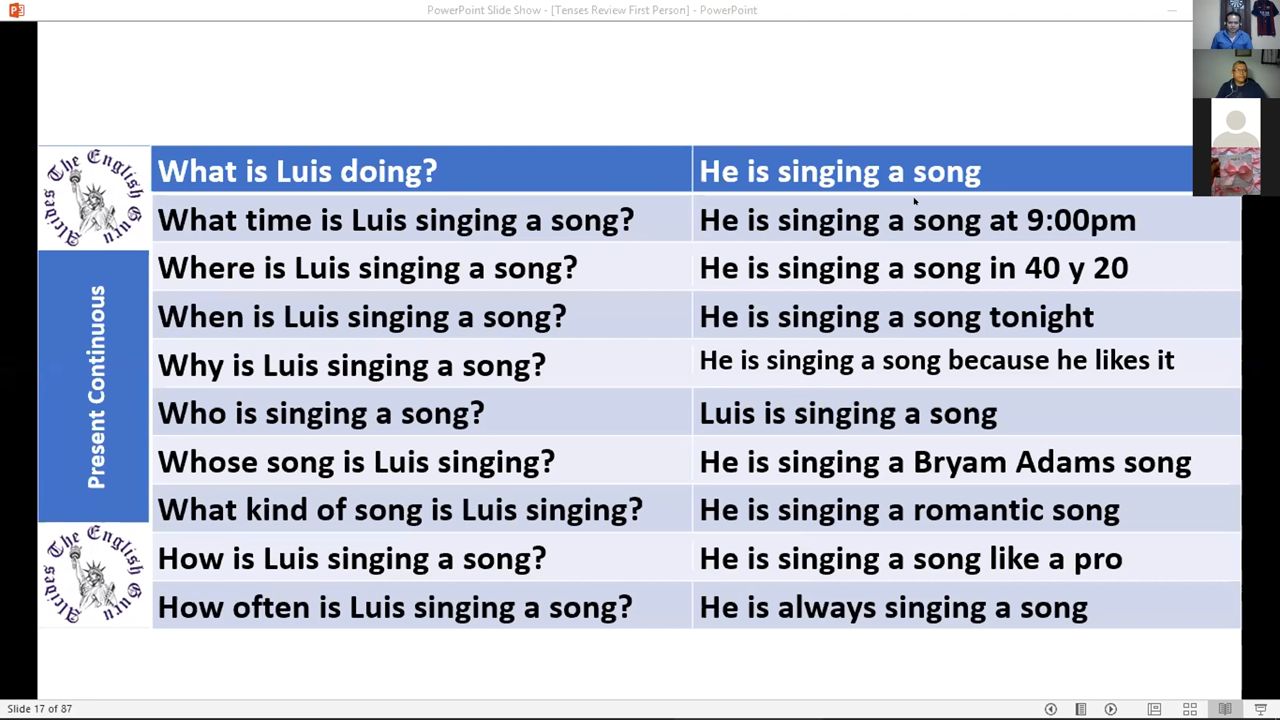 PowerPoint Slide Show - [Tenses Review First Person] - PowerPoint
Alcides The English Guru
What is Luis doing? He is singing a song
What time is Luis singing a song? He is singing a song at 9:00pm
Where is Luis singing a song? He is singing a song in 40 y 20
When is Luis singing a song? He is singing a song tonight
Present Continuous
Why is Luis singing a song? He is singing a song because he likes it
Who is singing a song? Luis is singing a song
Whose song is Luis singing? He is singing a Bryam Adams song
What kind of song is Luis singing? He is singing a romantic song
Alcides The English Guru
How is Luis singing a song? He is singing a song like a pro
How often is Luis singing a song? He is always singing a song
Slide 17 of 87